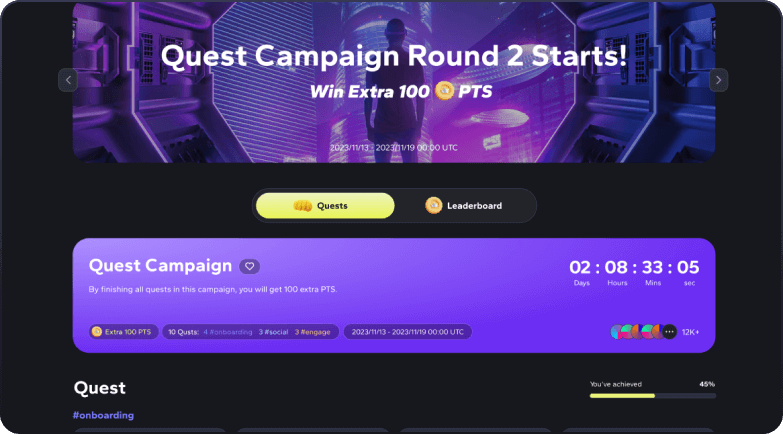 Quest Campaign Round 2 Starts!
Win Extra 100 PTS
2023/11/13 - 2023/11/19 00:00 UTC
Quests
Leaderboard
Quest Campaign
By finishing all quests in this campaign, you will get 100 extra PTS.
02 : 08 : 33 : 05
Days Hours Mins sec
Extra 100 PTS
10 Qusts: 4 #onboarding 3 #social 3 #engage
2023/11/13 - 2023/11/19 00:00 UTC
12K+
Quest
You've achieved 45%
#onboarding